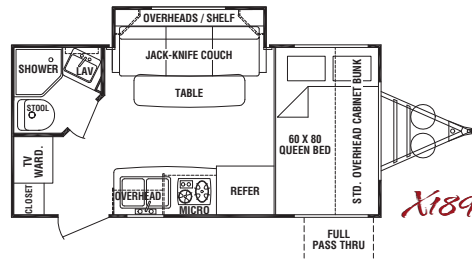 OVERHEADS / SHELF
JACK-KNIFE COUCH
TABLE
SHOWER
LAV
STOOL
TV
WARD.
CLOSET
OVERHEAD
MICRO
REFER
60 X 80
QUEEN BED
STD. OVERHEAD CABINET BUNK
FULL
PASS THRU
X189